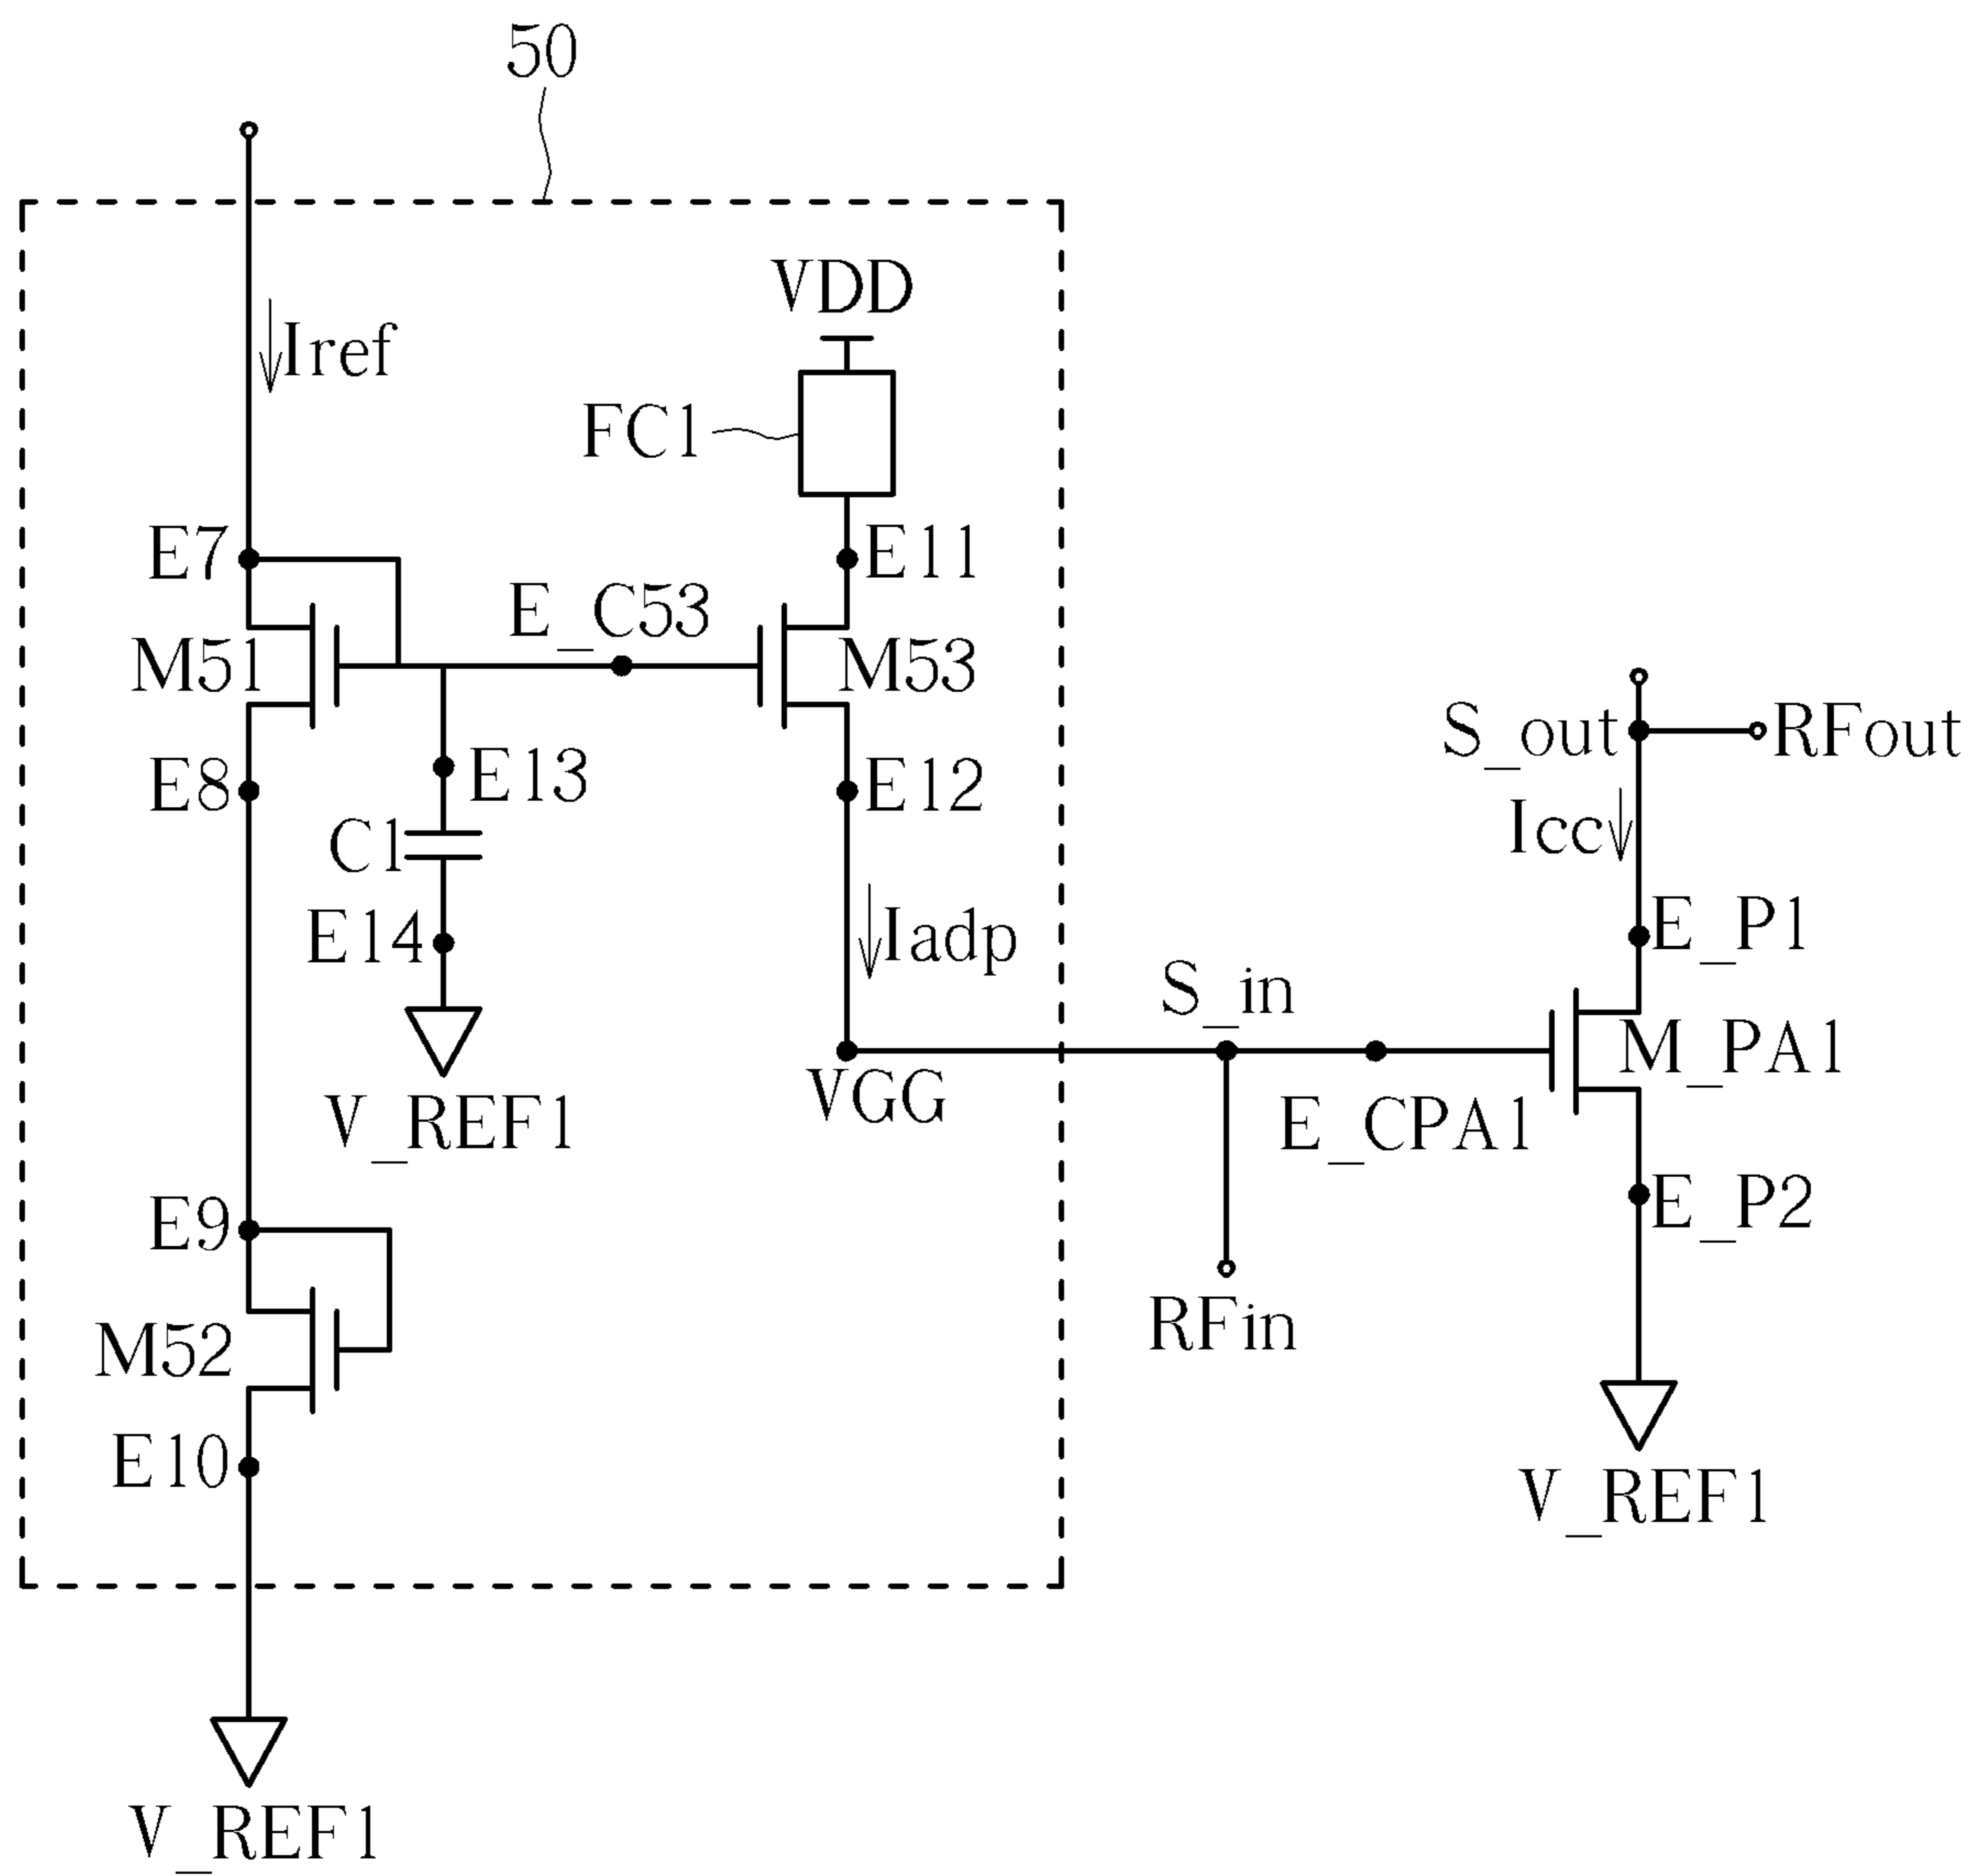 50
VDD
Iref
FC1
E7
E11
E_C53
M51
M53
S_out
RFout
E8
E13
E12
C1
Icc
E14
Iadp
E_P1
S_in
M_PA1
V_REF1
VGG
E_CPA1
E_P2
E9
RFin
M52
E10
V_REF1
V_REF1